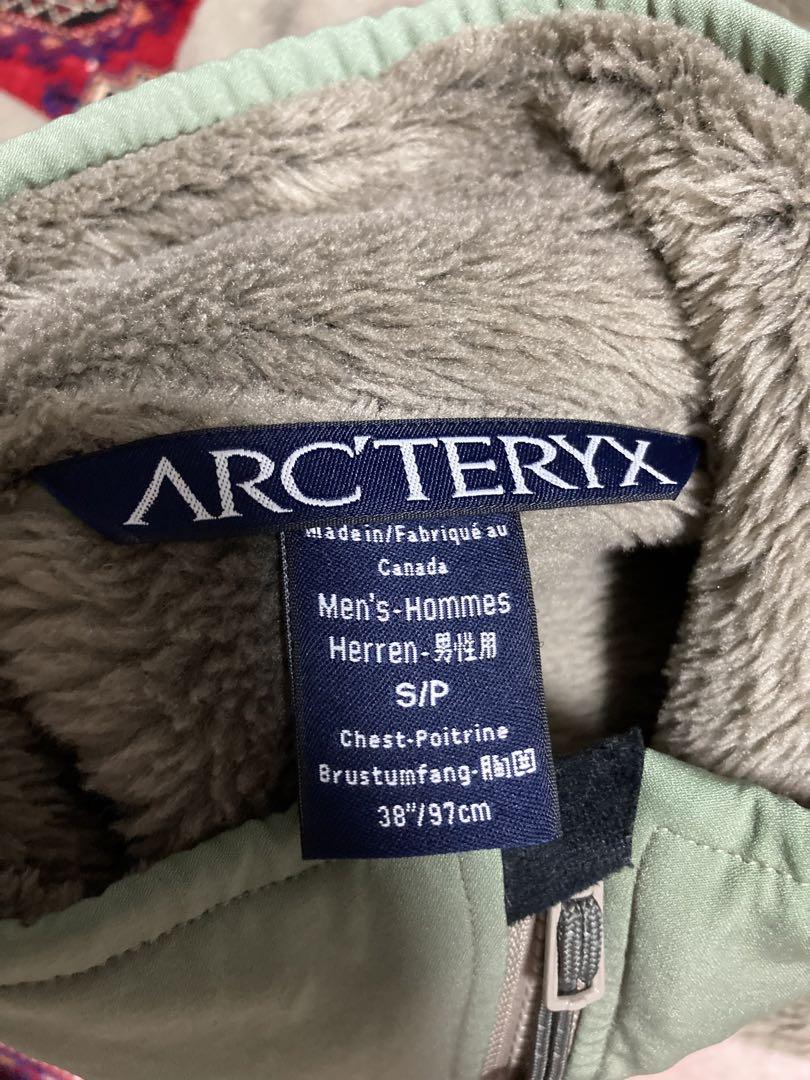 ARC'TERYX
Made in/Fabriqué au
Canada
Men's-Hommes
Herren-男性用
S/P
Chest-Poitrine
Brustumfang-胸囲
38"/97cm